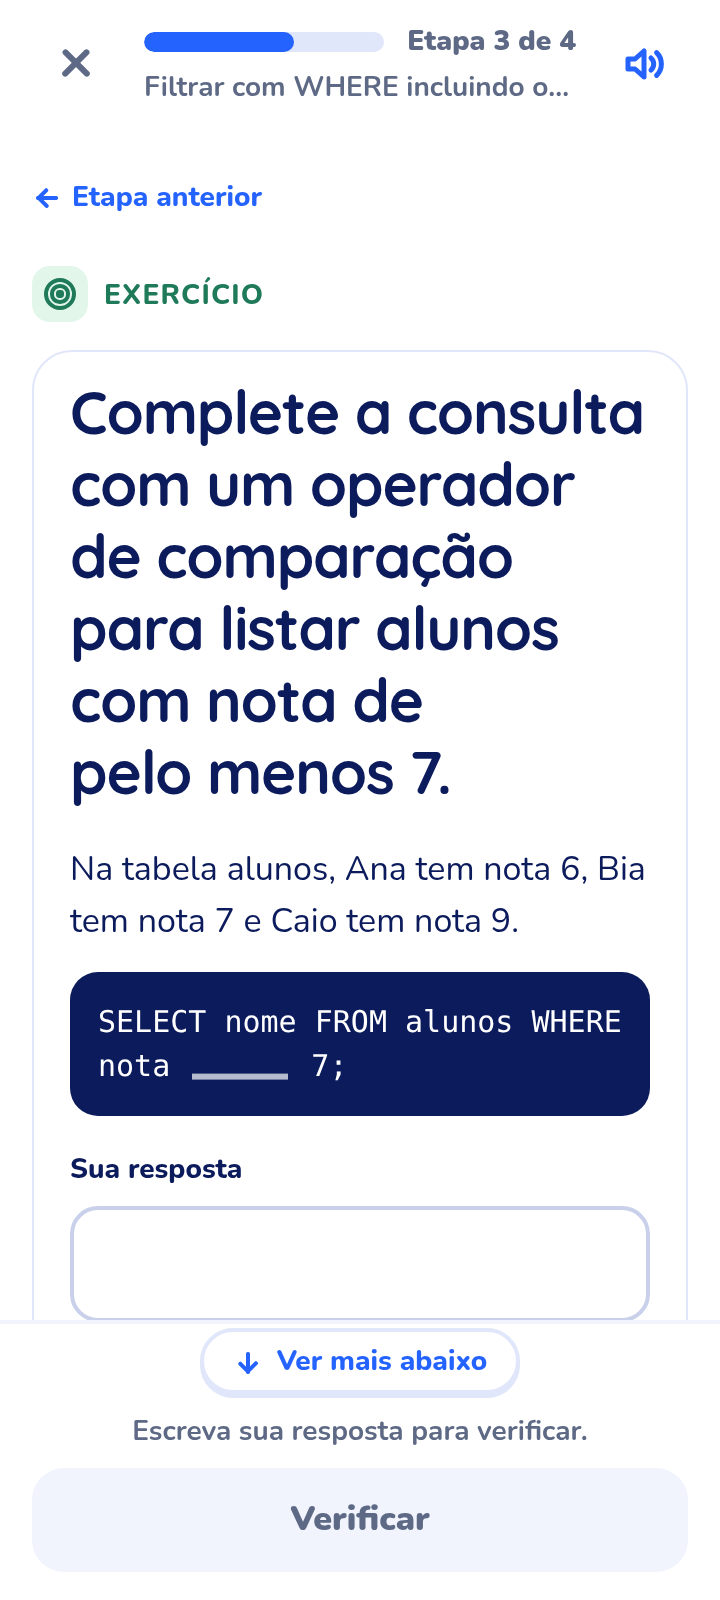 Etapa 3 de 4
Filtrar com WHERE incluindo o...
Etapa anterior
EXERCÍCIO
Complete a consulta
com um operador
de comparação
para listar alunos
com nota de
pelo menos 7.
Na tabela alunos, Ana tem nota 6, Bia
tem nota 7 e Caio tem nota 9.
SELECT nome FROM alunos WHERE
nota ______ 7;
Sua resposta
Ver mais abaixo
Escreva sua resposta para verificar.
Verificar